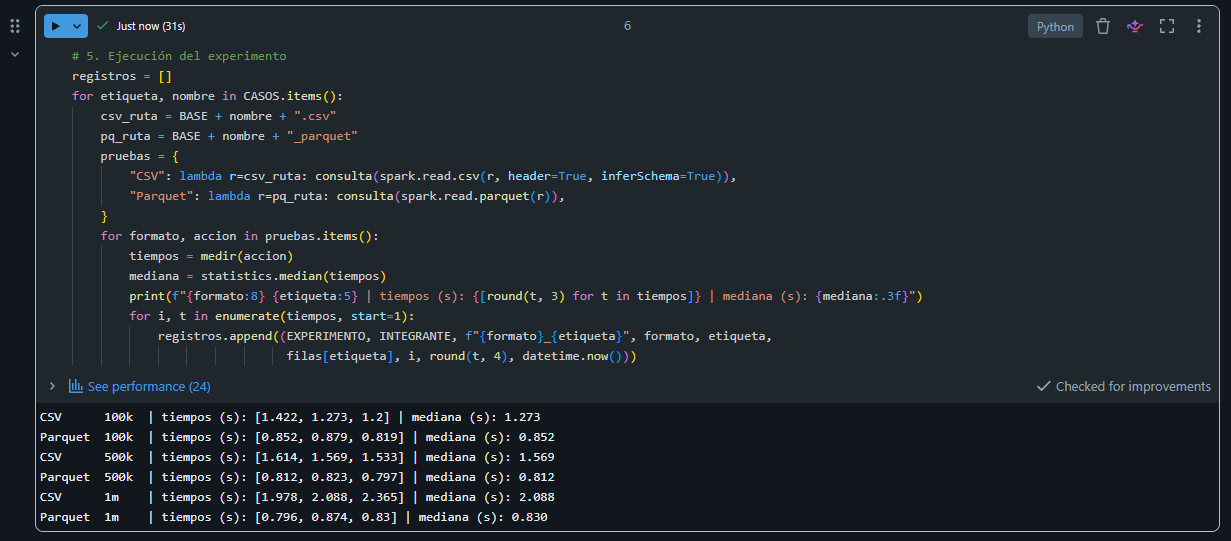 Just now (31s)
6
Python
# 5. Ejecución del experimento
registros = []
for etiqueta, nombre in CASOS.items():
    csv_ruta = BASE + nombre + ".csv"
    pq_ruta = BASE + nombre + "_parquet"
    pruebas = {
        "CSV": lambda r=csv_ruta: consulta(spark.read.csv(r, header=True, inferSchema=True)),
        "Parquet": lambda r=pq_ruta: consulta(spark.read.parquet(r)),
    }
    for formato, accion in pruebas.items():
        tiempos = medir(accion)
        mediana = statistics.median(tiempos)
        print(f"{formato:8} {etiqueta:5} | tiempos (s): {[round(t, 3) for t in tiempos]} | mediana (s): {mediana:.3f}")
        for i, t in enumerate(tiempos, start=1):
            registros.append((EXPERIMENTO, INTEGRANTE, f"{formato}_{etiqueta}", formato, etiqueta,
                              filas[etiqueta], i, round(t, 4), datetime.now()))
See performance (24)
Checked for improvements
CSV      100k  | tiempos (s): [1.422, 1.273, 1.2] | mediana (s): 1.273
Parquet  100k  | tiempos (s): [0.852, 0.879, 0.819] | mediana (s): 0.852
CSV      500k  | tiempos (s): [1.614, 1.569, 1.533] | mediana (s): 1.569
Parquet  500k  | tiempos (s): [0.812, 0.823, 0.797] | mediana (s): 0.812
CSV      1m    | tiempos (s): [1.978, 2.088, 2.365] | mediana (s): 2.088
Parquet  1m    | tiempos (s): [0.796, 0.874, 0.83] | mediana (s): 0.830